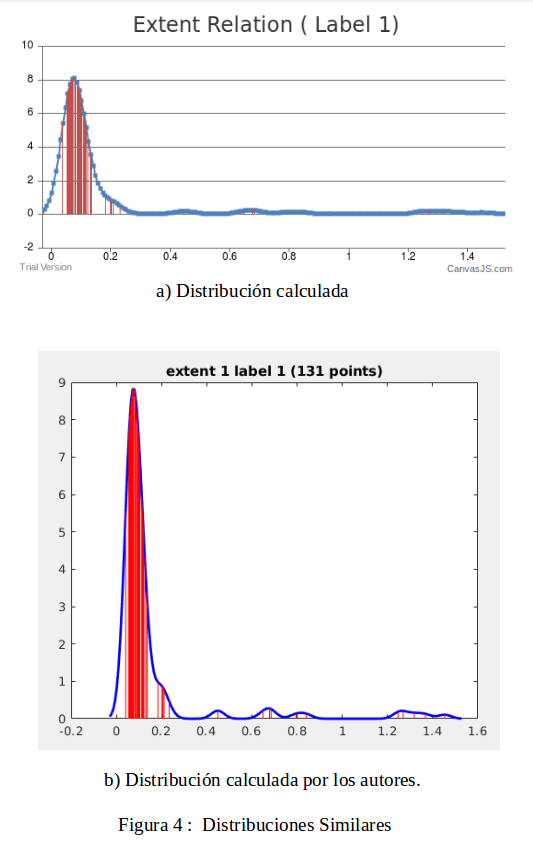 Extent Relation ( Label 1)
10
8
6
4
2
0
-2
0 0.2 0.4 0.6 0.8 1 1.2 1.4
Trial Version CanvasJS.com
a) Distribución calculada
extent 1 label 1 (131 points)
9
8
7
6
5
4
3
2
1
0
-0.2 0 0.2 0.4 0.6 0.8 1 1.2 1.4 1.6
b) Distribución calculada por los autores.
Figura 4 : Distribuciones Similares